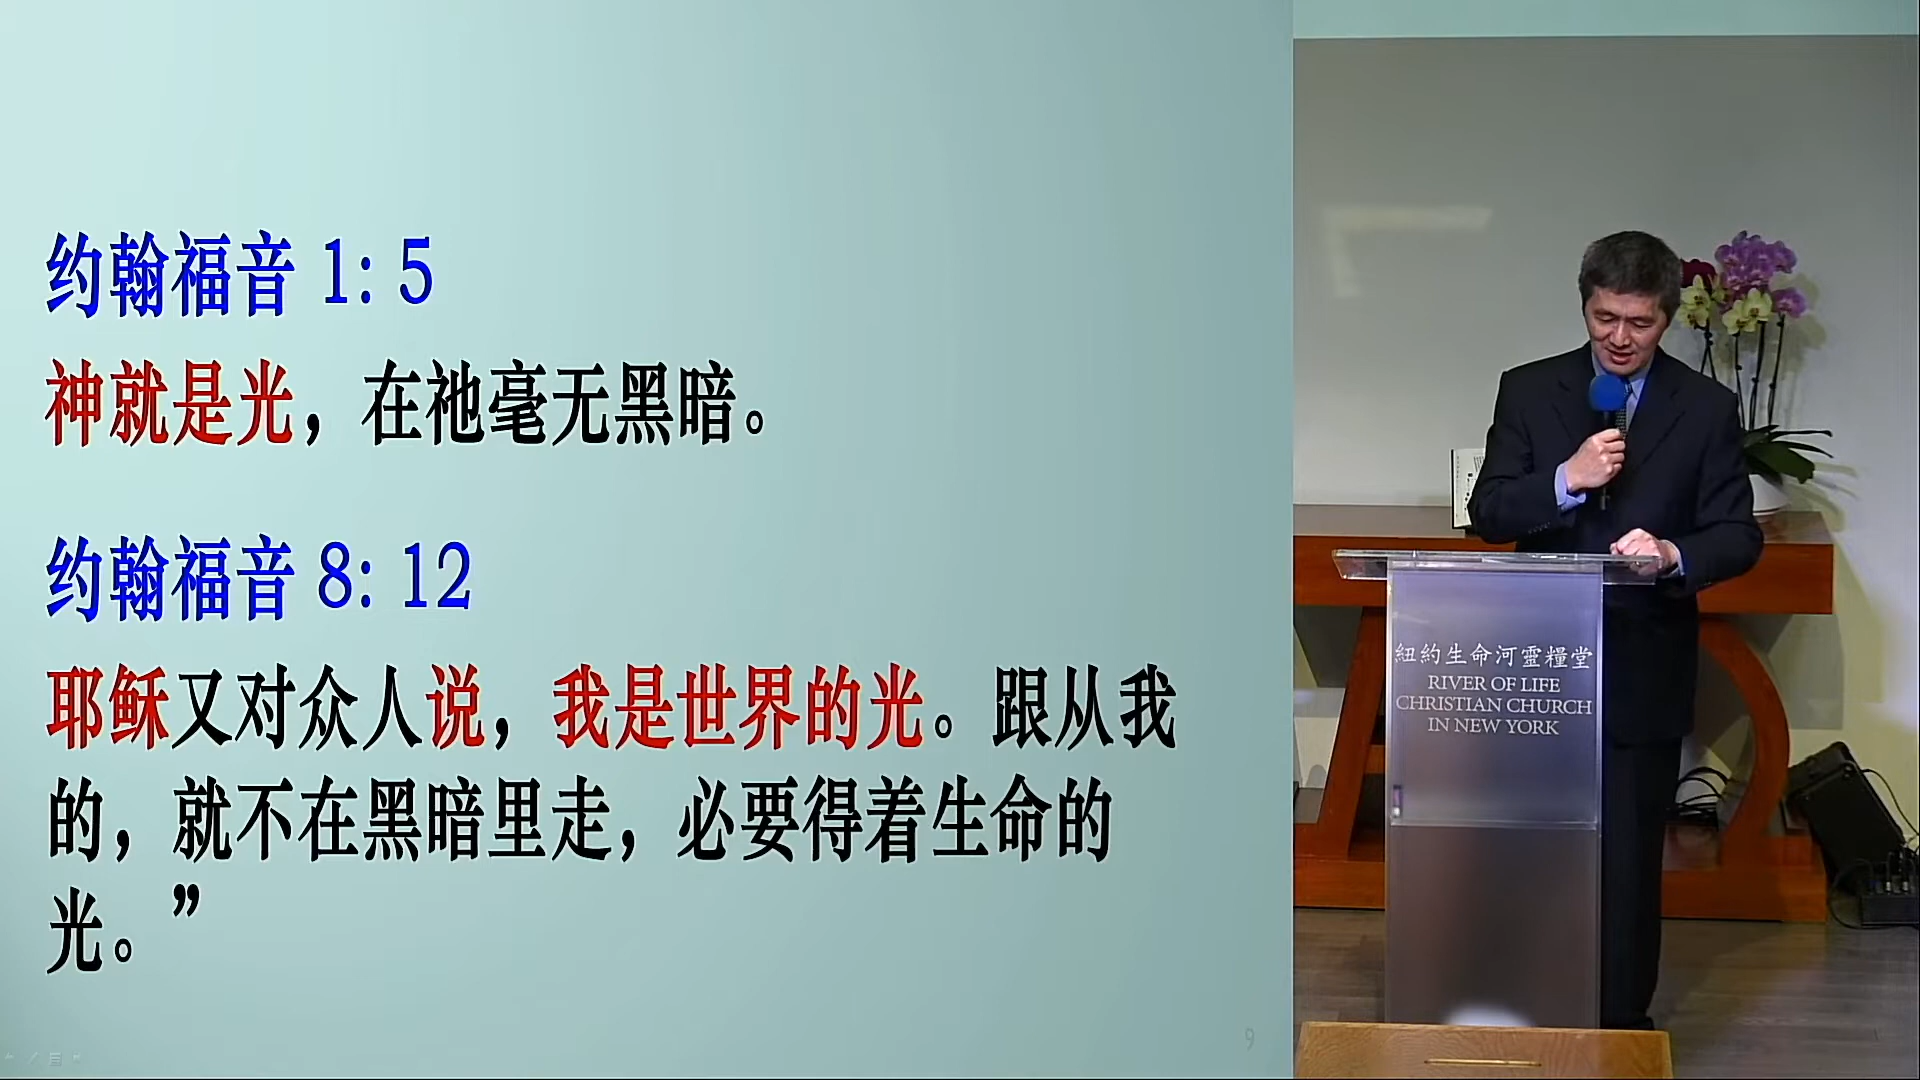 约翰福音 1: 5
神就是光，在祂毫无黑暗。
约翰福音 8: 12
耶稣又对众人说，我是世界的光。跟从我
的，就不在黑暗里走，必要得着生命的
光。”
9
紐約生命河靈糧堂
RIVER OF LIFE
CHRISTIAN CHURCH
IN NEW YORK